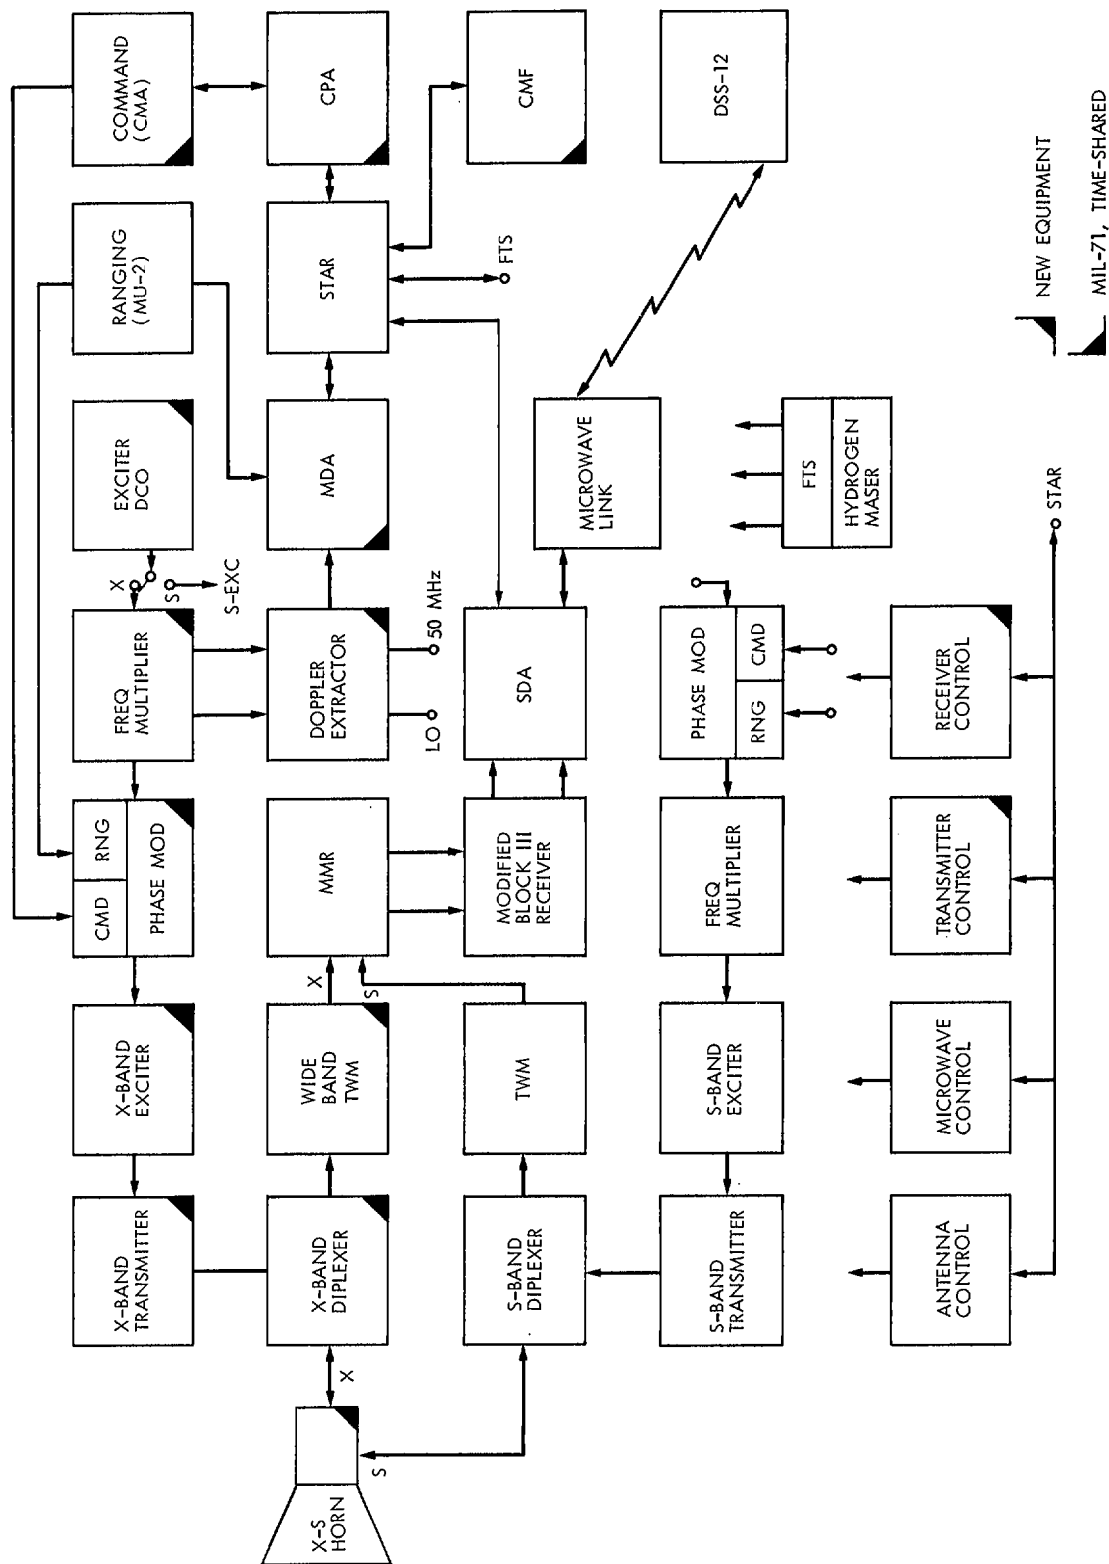 X-BAND
TRANSMITTER
X-BAND
EXCITER
CMD
RNG
PHASE MOD
FREQ
MULTIPLIER
X
S
S-EXC
EXCITER
DCO
RANGING
(MU-2)
COMMAND
(CMA)
X-S
HORN
X
S
X-BAND
DIPLEXER
WIDE
BAND
TWM
X
S
MMR
DOPPLER
EXTRACTOR
LO
50 MHz
MDA
STAR
FTS
CPA
S-BAND
DIPLEXER
TWM
MODIFIED
BLOCK III
RECEIVER
SDA
MICROWAVE
LINK
CMF
S-BAND
TRANSMITTER
S-BAND
EXCITER
FREQ
MULTIPLIER
PHASE MOD
RNG
CMD
FTS
HYDROGEN
MASER
DSS-12
ANTENNA
CONTROL
MICROWAVE
CONTROL
TRANSMITTER
CONTROL
RECEIVER
CONTROL
STAR
NEW EQUIPMENT
MIL-71, TIME-SHARED